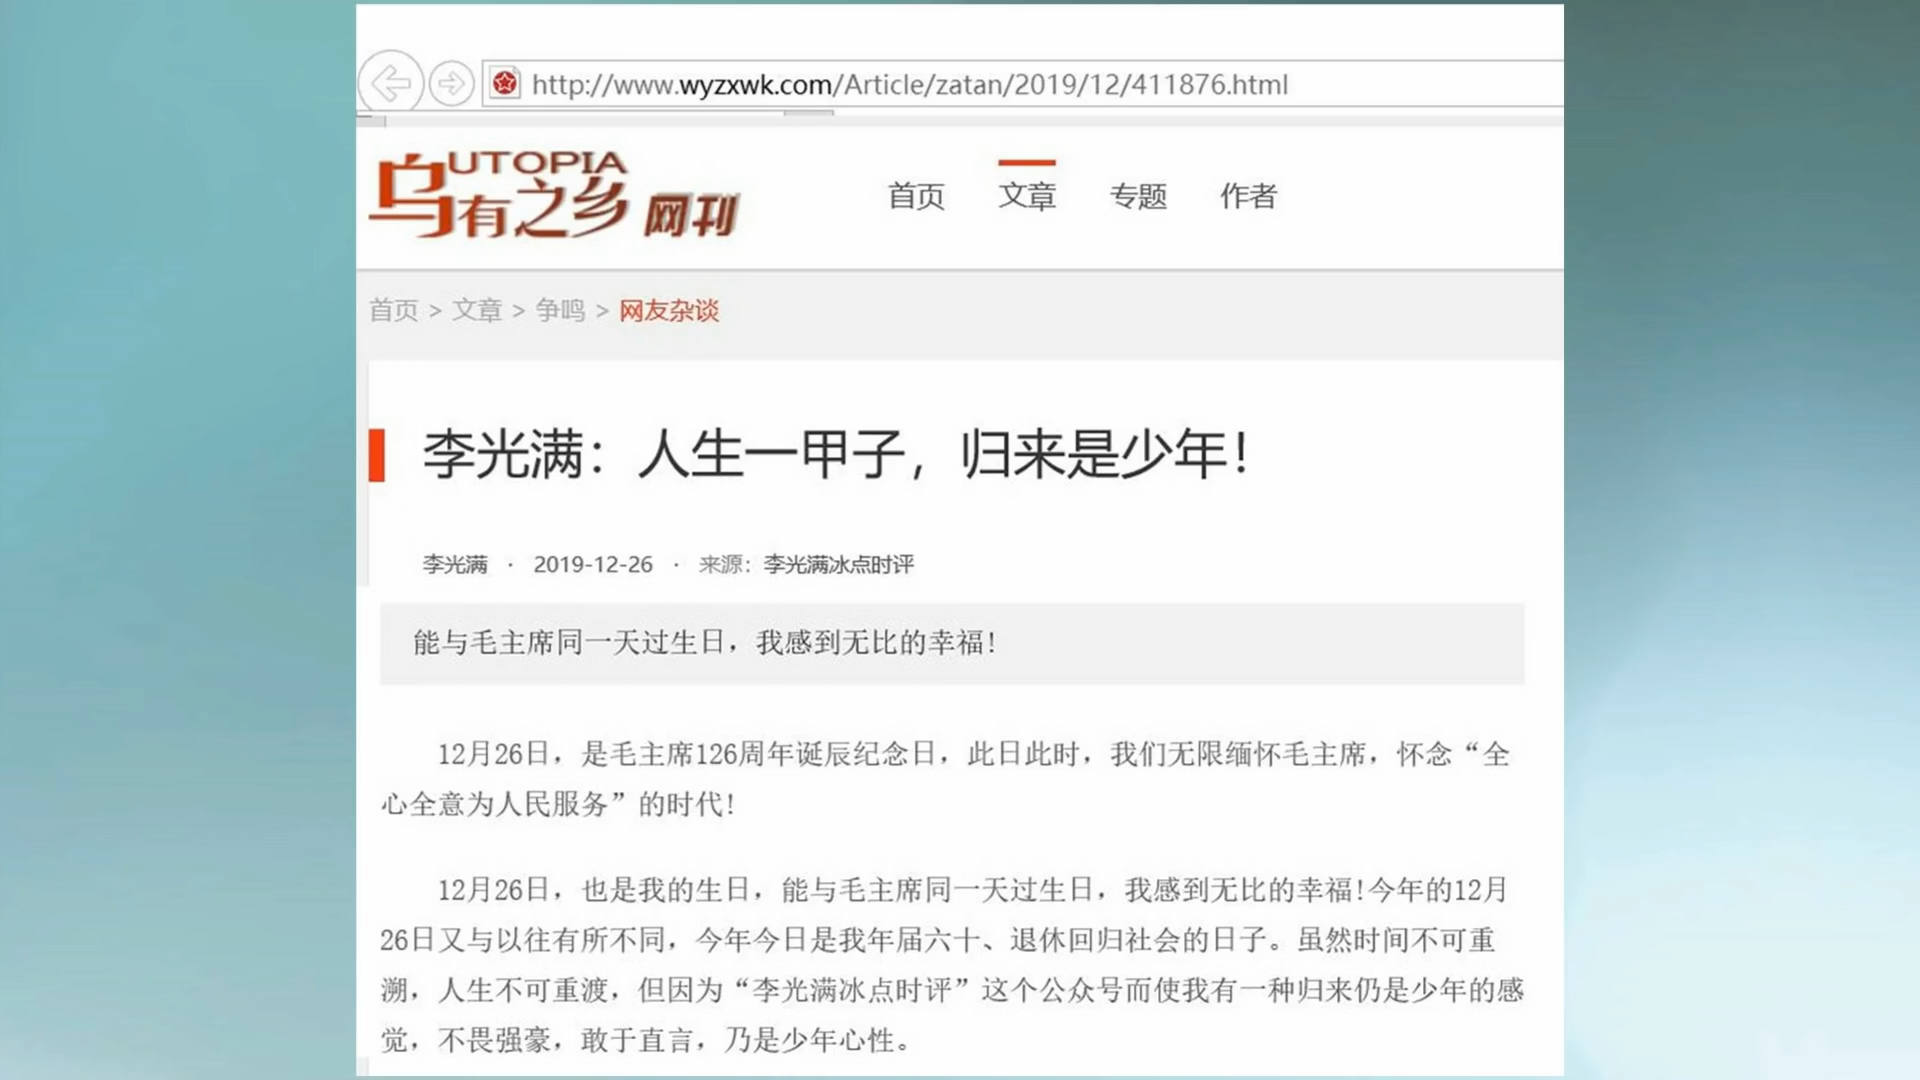 http://www.wyzxwk.com/Article/zatan/2019/12/411876.html
UTOPIA
乌有之乡 网刊
首页 文章 专题 作者
首页 > 文章 > 争鸣 > 网友杂谈
李光满：人生一甲子，归来是少年！
李光满 · 2019-12-26 · 来源：李光满冰点时评
能与毛主席同一天过生日，我感到无比的幸福！
12月26日，是毛主席126周年诞辰纪念日，此日此时，我们无限缅怀毛主席，怀念“全
心全意为人民服务”的时代！
12月26日，也是我的生日，能与毛主席同一天过生日，我感到无比的幸福！今年的12月
26日又与以往有所不同，今年今日是我年届六十、退休回归社会的日子。虽然时间不可重
溯，人生不可重渡，但因为“李光满冰点时评”这个公众号而使我有一种归来仍是少年的感
觉，不畏强豪，敢于直言，乃是少年心性。